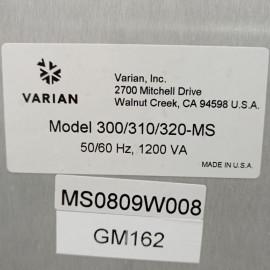 VARIAN
Varian, Inc.
2700 Mitchell Drive
Walnut Creek, CA 94598 U.S.A.
Model 300/310/320-MS
50/60 Hz, 1200 VA
MADE IN U.S.A.
MS0809W008
GM162